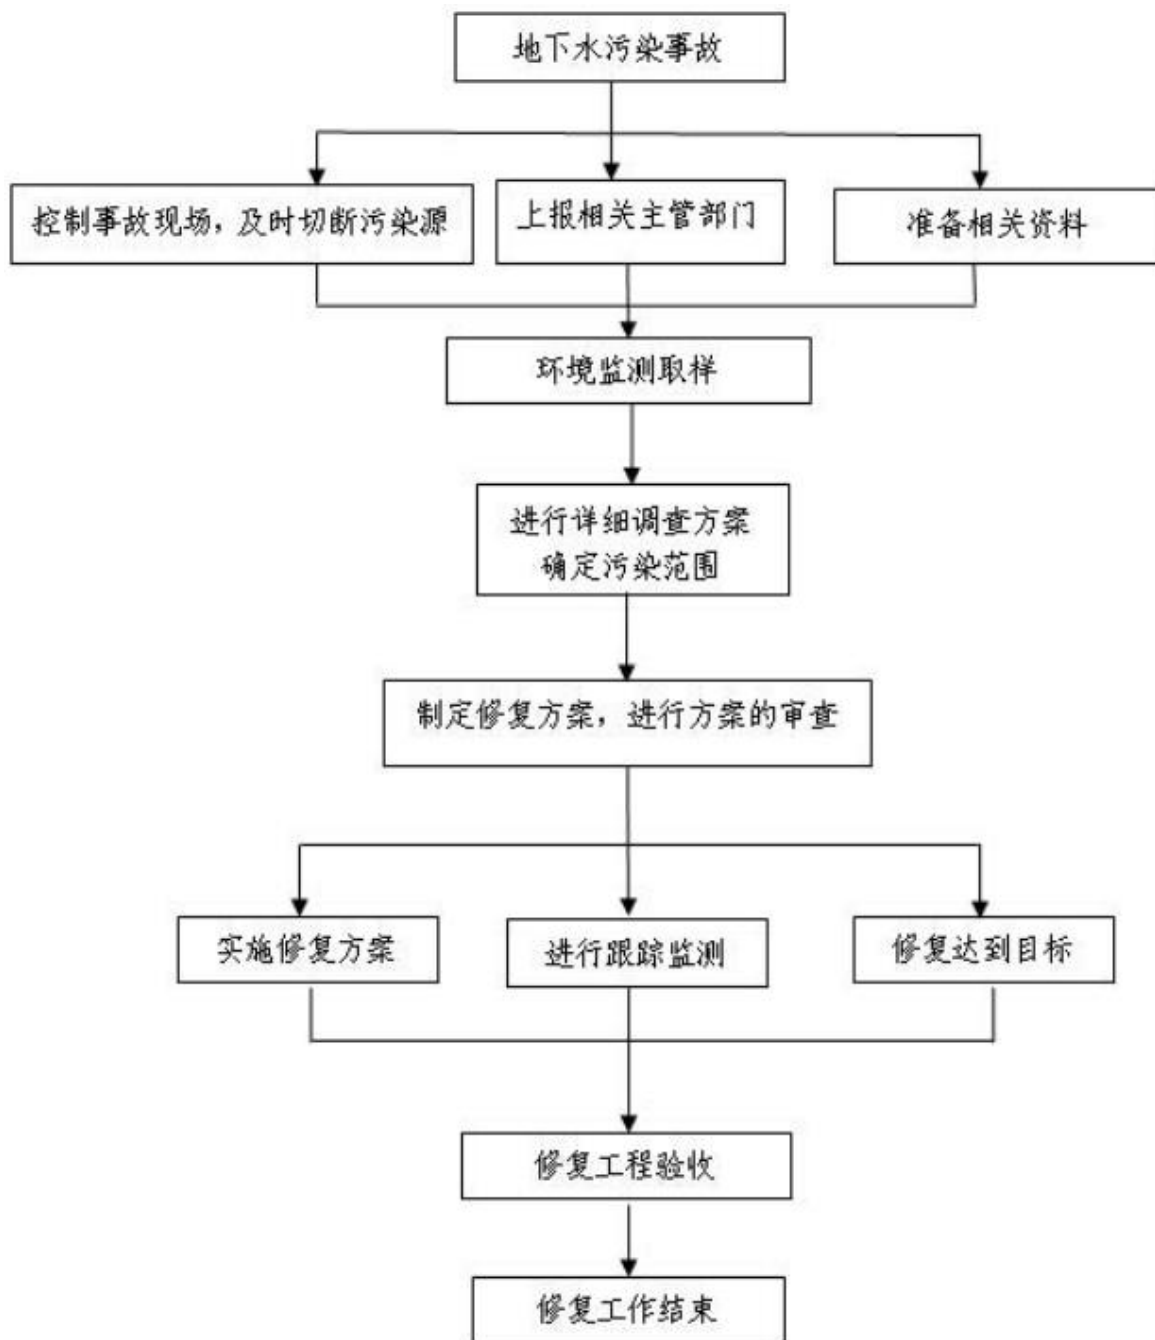 地下水污染事故
控制事故现场，及时切断污染源
上报相关主管部门
准备相关资料
环境监测取样
进行详细调查方案
确定污染范围
制定修复方案，进行方案的审查
实施修复方案
进行跟踪监测
修复达到目标
修复工程验收
修复工作结束